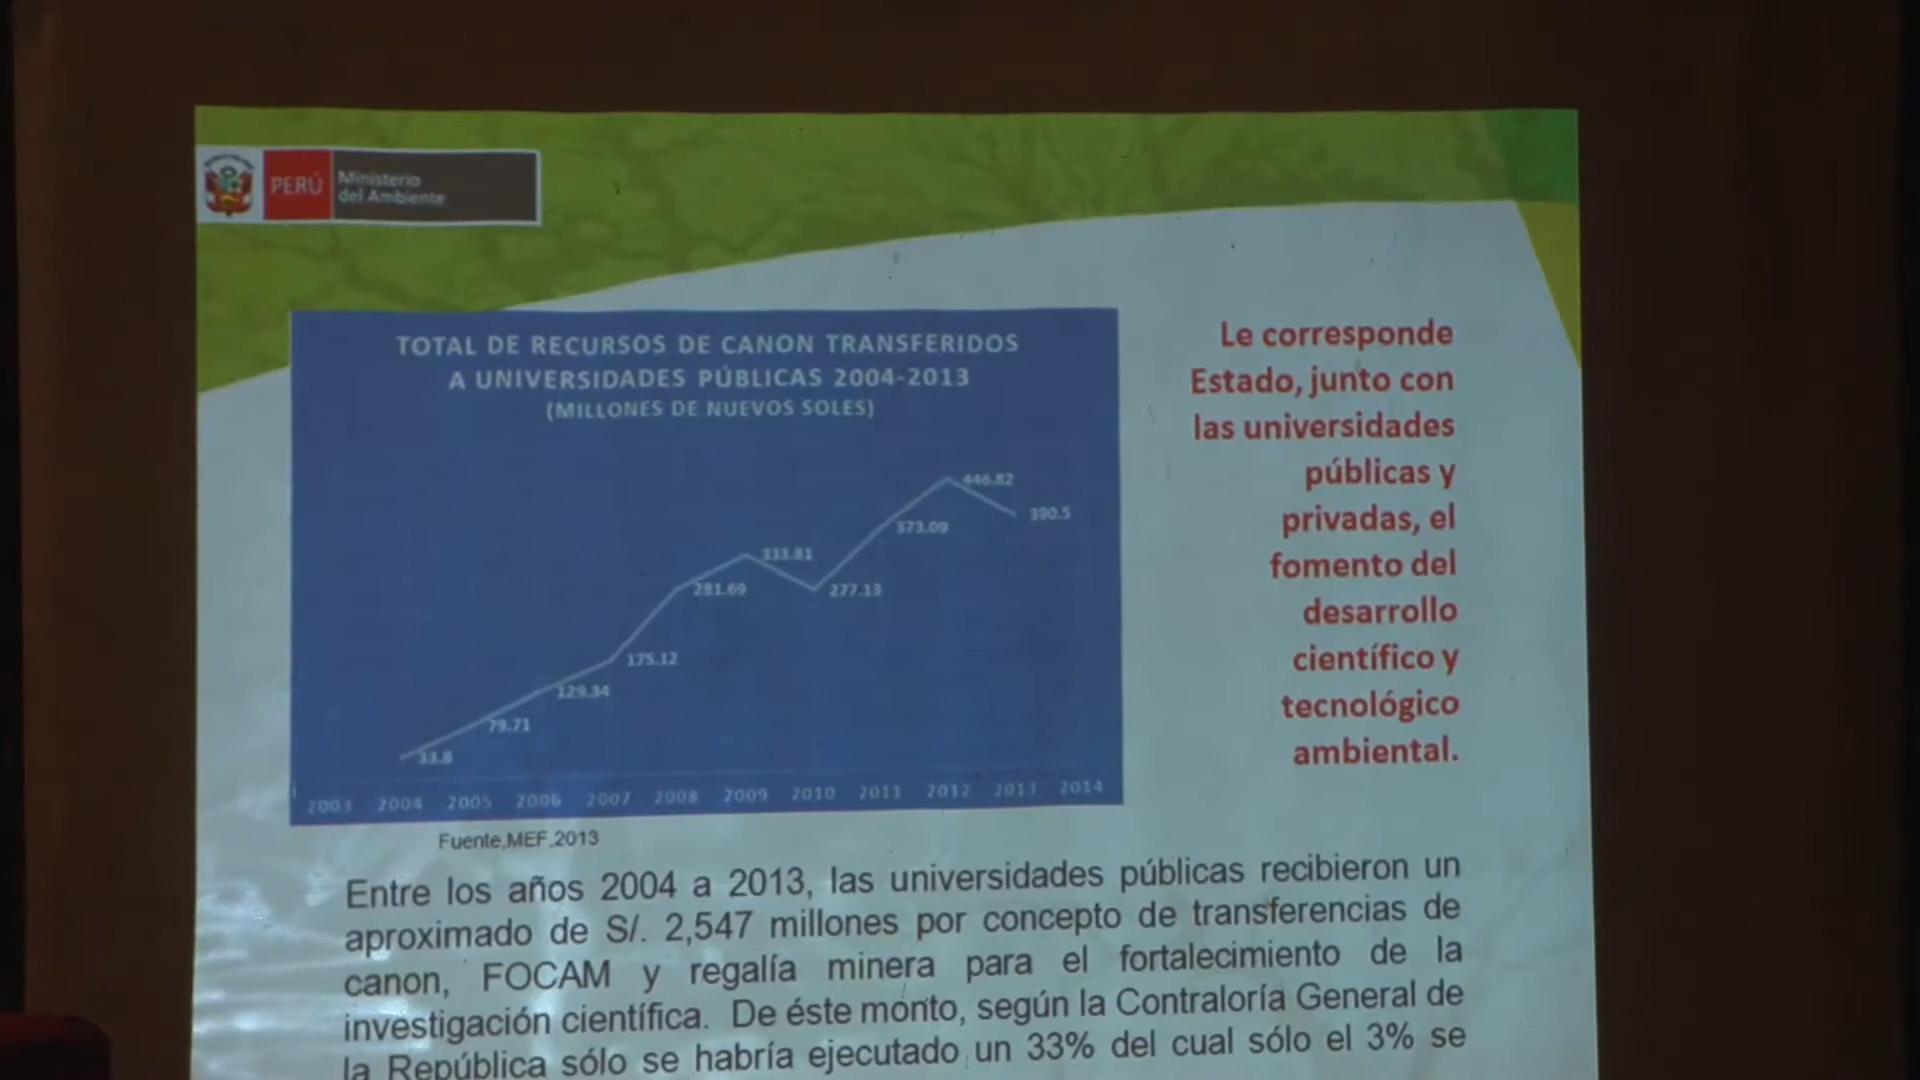 PERÚ
Ministerio
del Ambiente
TOTAL DE RECURSOS DE CANON TRANSFERIDOS
A UNIVERSIDADES PÚBLICAS 2004-2013
(MILLONES DE NUEVOS SOLES)
446.82
390.5
373.09
333.81
281.69
277.13
175.12
129.34
79.71
33.8
2003 2004 2005 2006 2007 2008 2009 2010 2011 2012 2013 2014
Fuente,MEF,2013
Le corresponde
Estado, junto con
las universidades
públicas y
privadas, el
fomento del
desarrollo
científico y
tecnológico
ambiental.
Entre los años 2004 a 2013, las universidades públicas recibieron un
aproximado de S/. 2,547 millones por concepto de transferencias de
canon, FOCAM y regalía minera para el fortalecimiento de la
investigación científica. De éste monto, según la Contraloría General de
la República sólo se habría ejecutado un 33% del cual sólo el 3% se